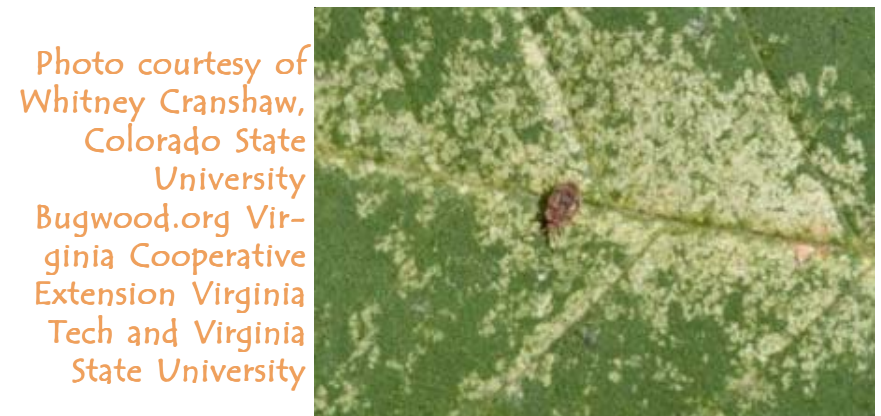 Photo courtesy of
Whitney Cranshaw,
Colorado State
University
Bugwood.org Vir-
ginia Cooperative
Extension Virginia
Tech and Virginia
State University